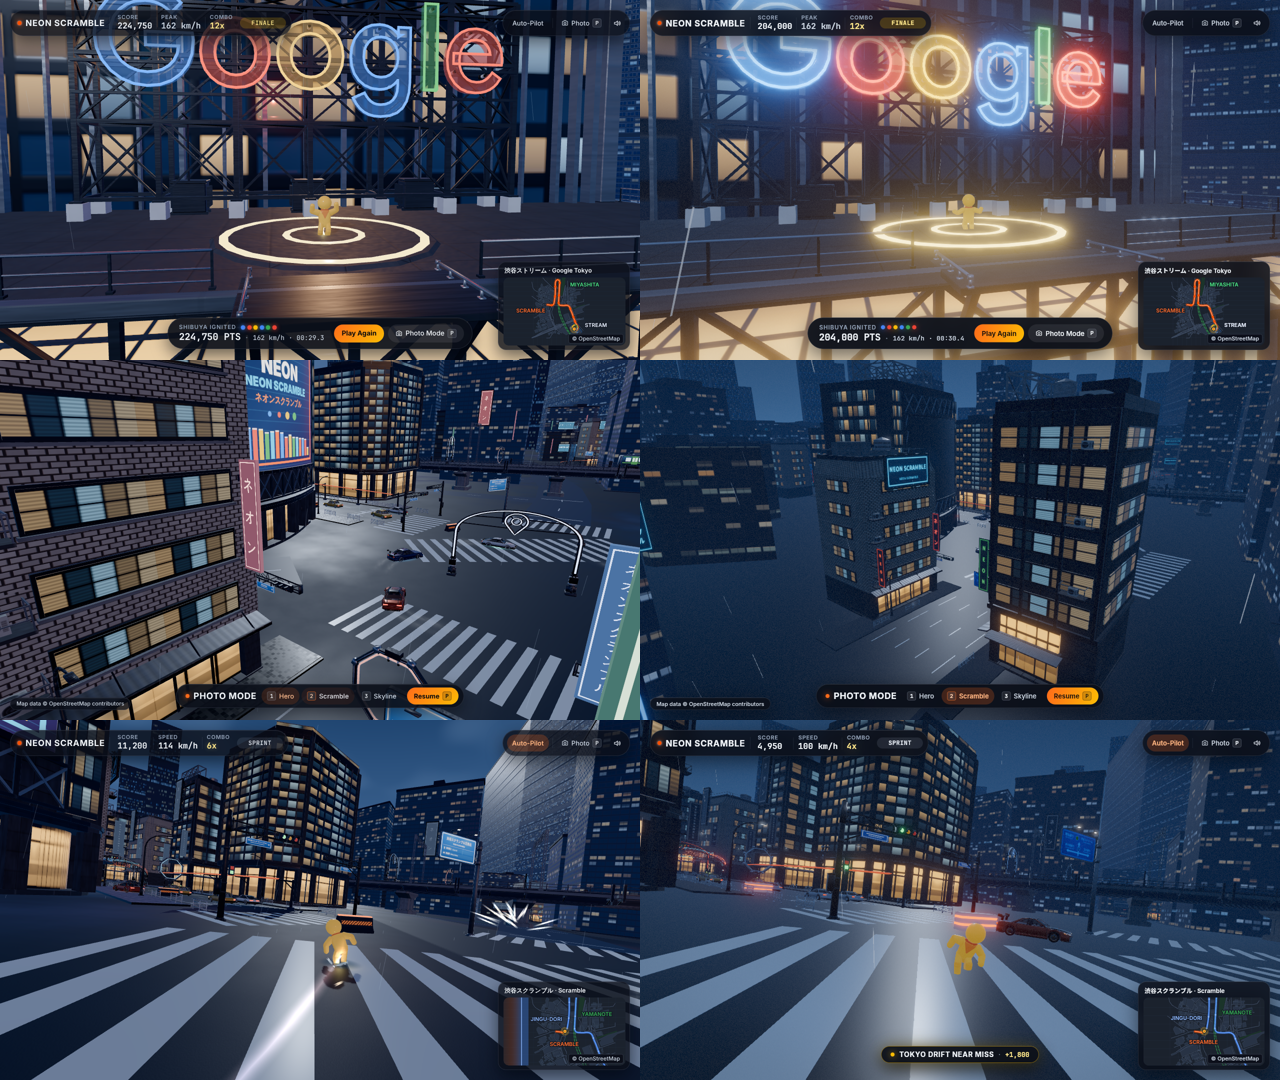 NEON SCRAMBLE
SCORE
224,750
PEAK
162 km/h
COMBO
12x
FINALE
Auto-Pilot
Photo P
Google
渋谷ストリーム · Google Tokyo
MIYASHITA
SCRAMBLE
STREAM
© OpenStreetMap
SHIBUYA IGNITED
224,750 PTS · 162 km/h · 00:29.3
Play Again
Photo Mode P
NEON SCRAMBLE
SCORE
204,000
PEAK
162 km/h
COMBO
12x
FINALE
Auto-Pilot
Photo P
Google
渋谷ストリーム · Google Tokyo
MIYASHITA
SCRAMBLE
STREAM
© OpenStreetMap
SHIBUYA IGNITED
204,000 PTS · 162 km/h · 00:30.4
Play Again
Photo Mode P
NEON
NEON SCRAMBLE
ネオンスクランブル
ネオン
Map data © OpenStreetMap contributors
PHOTO MODE
1 Hero
2 Scramble
3 Skyline
Resume P
NEON SCRAMBLE
Map data © OpenStreetMap contributors
PHOTO MODE
1 Hero
2 Scramble
3 Skyline
Resume P
NEON SCRAMBLE
SCORE
11,200
SPEED
114 km/h
COMBO
6x
SPRINT
Auto-Pilot
Photo P
渋谷スクランブル · Scramble
JINGU-DORI
YAMANOTE
SCRAMBLE
© OpenStreetMap
NEON SCRAMBLE
SCORE
4,950
SPEED
100 km/h
COMBO
4x
SPRINT
Auto-Pilot
Photo P
渋谷スクランブル · Scramble
JINGU-DORI
YAMANOTE
SCRAMBLE
© OpenStreetMap
TOKYO DRIFT NEAR MISS · +1,800